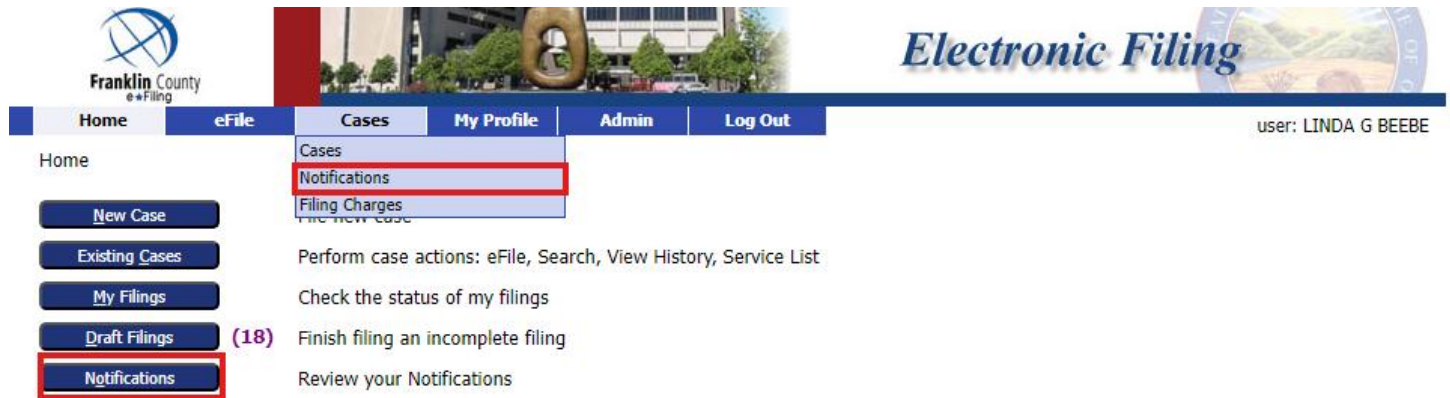 Franklin County
e★Filing
Electronic Filing
Home eFile Cases My Profile Admin Log Out
user: LINDA G BEEBE
Home
Cases
Notifications
Filing Charges
New Case File new case
Existing Cases Perform case actions: eFile, Search, View History, Service List
My Filings Check the status of my filings
Draft Filings (18) Finish filing an incomplete filing
Notifications Review your Notifications